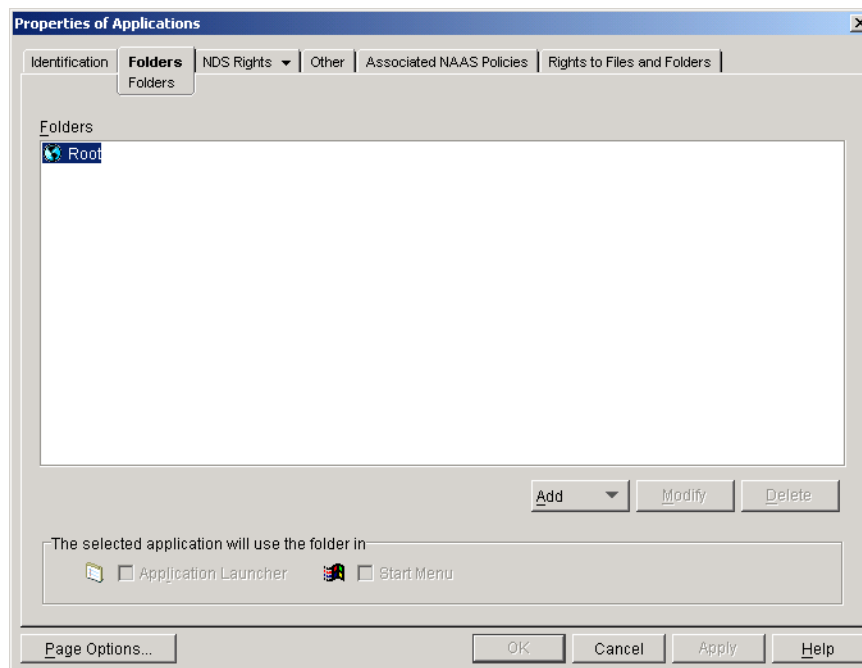 Properties of Applications
Identification Folders NDS Rights Other Associated NAAS Policies Rights to Files and Folders
Folders
Folders
Root
Add Modify Delete
The selected application will use the folder in
Application Launcher Start Menu
Page Options... OK Cancel Apply Help